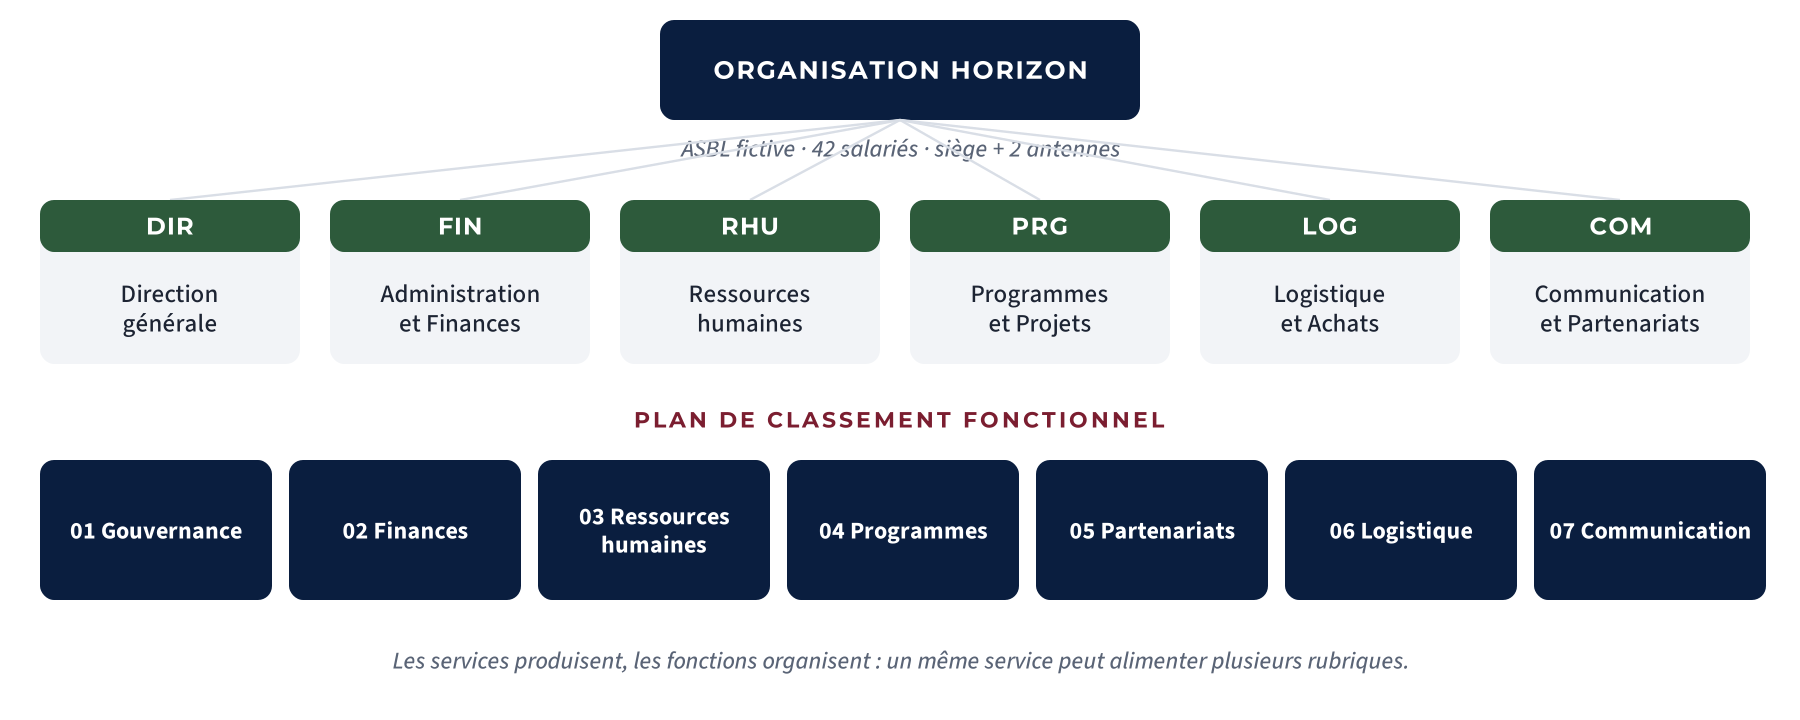 ORGANISATION HORIZON
ASBL fictive · 42 salariés · siège + 2 antennes
DIR
Direction
générale
FIN
Administration
et Finances
RHU
Ressources
humaines
PRG
Programmes
et Projets
LOG
Logistique
et Achats
COM
Communication
et Partenariats
PLAN DE CLASSEMENT FONCTIONNEL
01 Gouvernance
02 Finances
03 Ressources
humaines
04 Programmes
05 Partenariats
06 Logistique
07 Communication
Les services produisent, les fonctions organisent : un même service peut alimenter plusieurs rubriques.